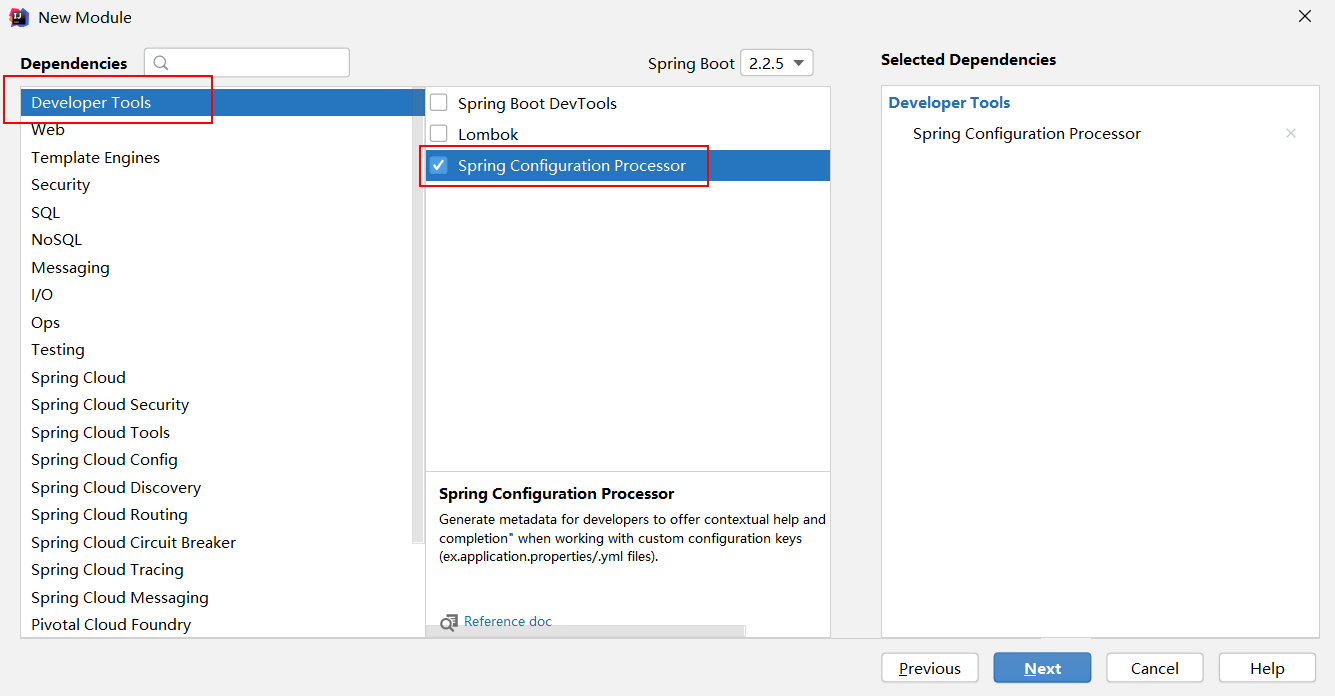 New Module
Dependencies
Spring Boot 2.2.5
Selected Dependencies
Developer Tools
Web
Template Engines
Security
SQL
NoSQL
Messaging
I/O
Ops
Testing
Spring Cloud
Spring Cloud Security
Spring Cloud Tools
Spring Cloud Config
Spring Cloud Discovery
Spring Cloud Routing
Spring Cloud Circuit Breaker
Spring Cloud Tracing
Spring Cloud Messaging
Pivotal Cloud Foundry
Spring Boot DevTools
Lombok
Spring Configuration Processor
Spring Configuration Processor
Generate metadata for developers to offer contextual help and
completion" when working with custom configuration keys
(ex.application.properties/.yml files).
Reference doc
Developer Tools
Spring Configuration Processor
Previous
Next
Cancel
Help